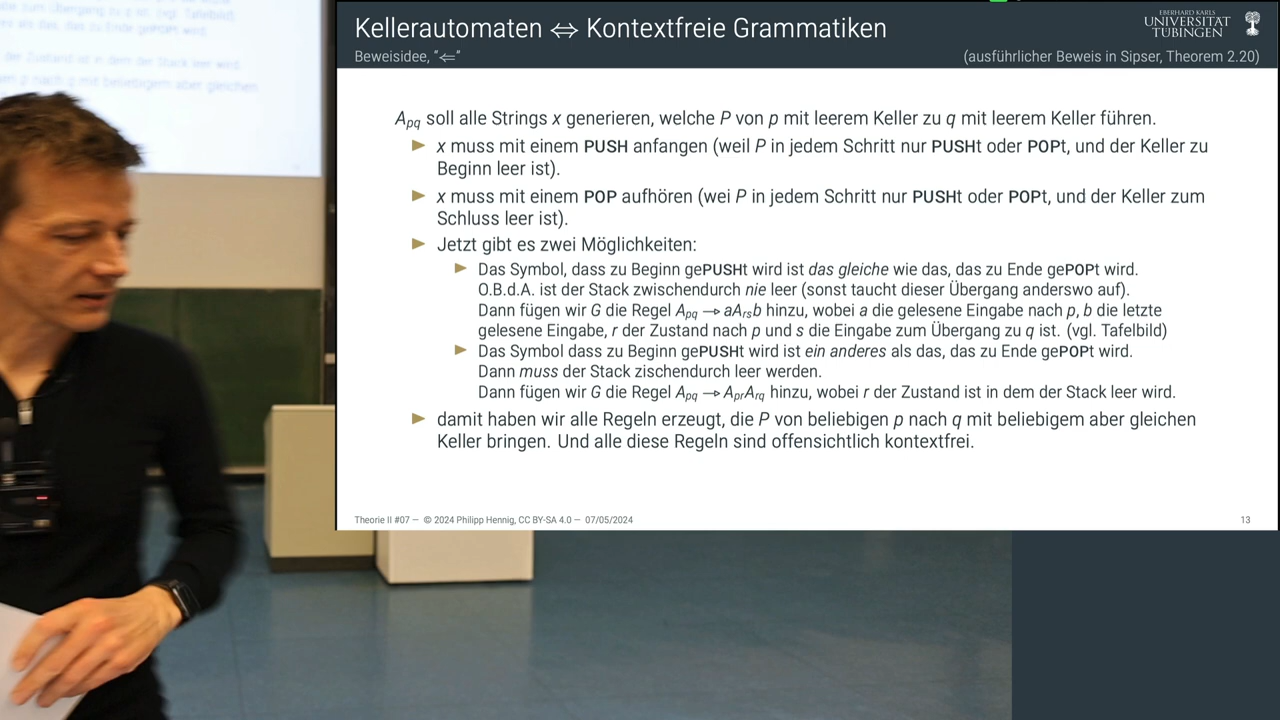 Kellerautomaten ⇔ Kontextfreie Grammatiken
Beweisidee, "⇐"
(ausführlicher Beweis in Sipser, Theorem 2.20)
EBERHARD KARLS
UNIVERSITAT
TUBINGEN
A_pq soll alle Strings x generieren, welche P von p mit leerem Keller zu q mit leerem Keller führen.
x muss mit einem PUSH anfangen (weil P in jedem Schritt nur PUSHt oder POPt, und der Keller zu
Beginn leer ist).
x muss mit einem POP aufhören (wei P in jedem Schritt nur PUSHt oder POPt, und der Keller zum
Schluss leer ist).
Jetzt gibt es zwei Möglichkeiten:
Das Symbol, dass zu Beginn gePUSHt wird ist das gleiche wie das, das zu Ende gePOPt wird.
O.B.d.A. ist der Stack zwischendurch nie leer (sonst taucht dieser Übergang anderswo auf).
Dann fügen wir G die Regel A_pq → aA_rsb hinzu, wobei a die gelesene Eingabe nach p, b die letzte
gelesene Eingabe, r der Zustand nach p und s die Eingabe zum Übergang zu q ist. (vgl. Tafelbild)
Das Symbol dass zu Beginn gePUSHt wird ist ein anderes als das, das zu Ende gePOPt wird.
Dann muss der Stack zischendurch leer werden.
Dann fügen wir G die Regel A_pq → A_prA_rq hinzu, wobei r der Zustand ist in dem der Stack leer wird.
damit haben wir alle Regeln erzeugt, die P von beliebigen p nach q mit beliebigem aber gleichen
Keller bringen. Und alle diese Regeln sind offensichtlich kontextfrei.
Theorie II #07 — © 2024 Philipp Hennig, CC BY-SA 4.0 — 07/05/2024
13